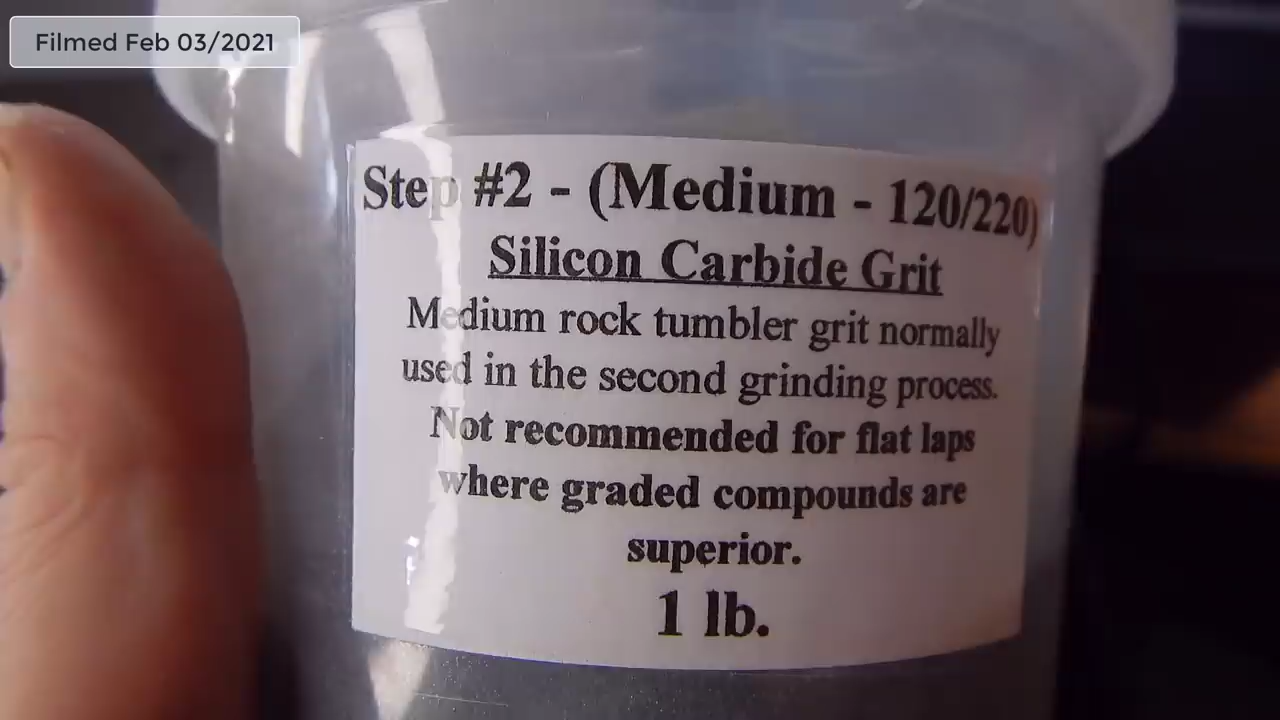 Filmed Feb 03/2021
Step #2 - (Medium - 120/220)
Silicon Carbide Grit
Medium rock tumbler grit normally
used in the second grinding process.
Not recommended for flat laps
where graded compounds are
superior.
1 lb.